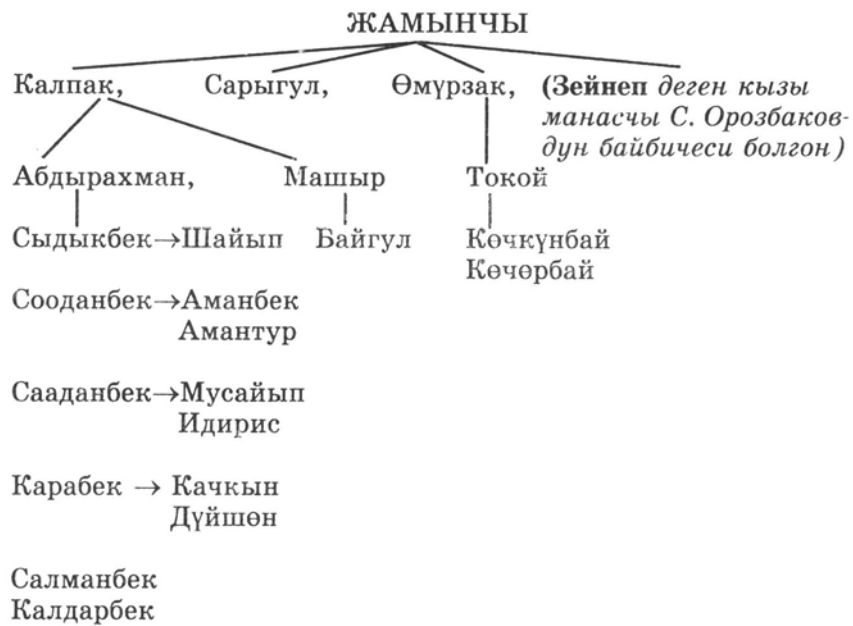 ЖАМЫНЧЫ
Калпак, Сарыгул, Өмүрзак, (Зейнеп деген кызы
манасчы С. Орозбаков-
дун байбичеси болгон)
Абдырахман, Машыр Токой
Сыдыкбек→Шайып Байгул Көчкүнбай
Көчөрбай
Сооданбек→Аманбек
Амантур
Сааданбек→Мусайып
Идирис
Карабек → Качкын
Дүйшөн
Салманбек
Калдарбек